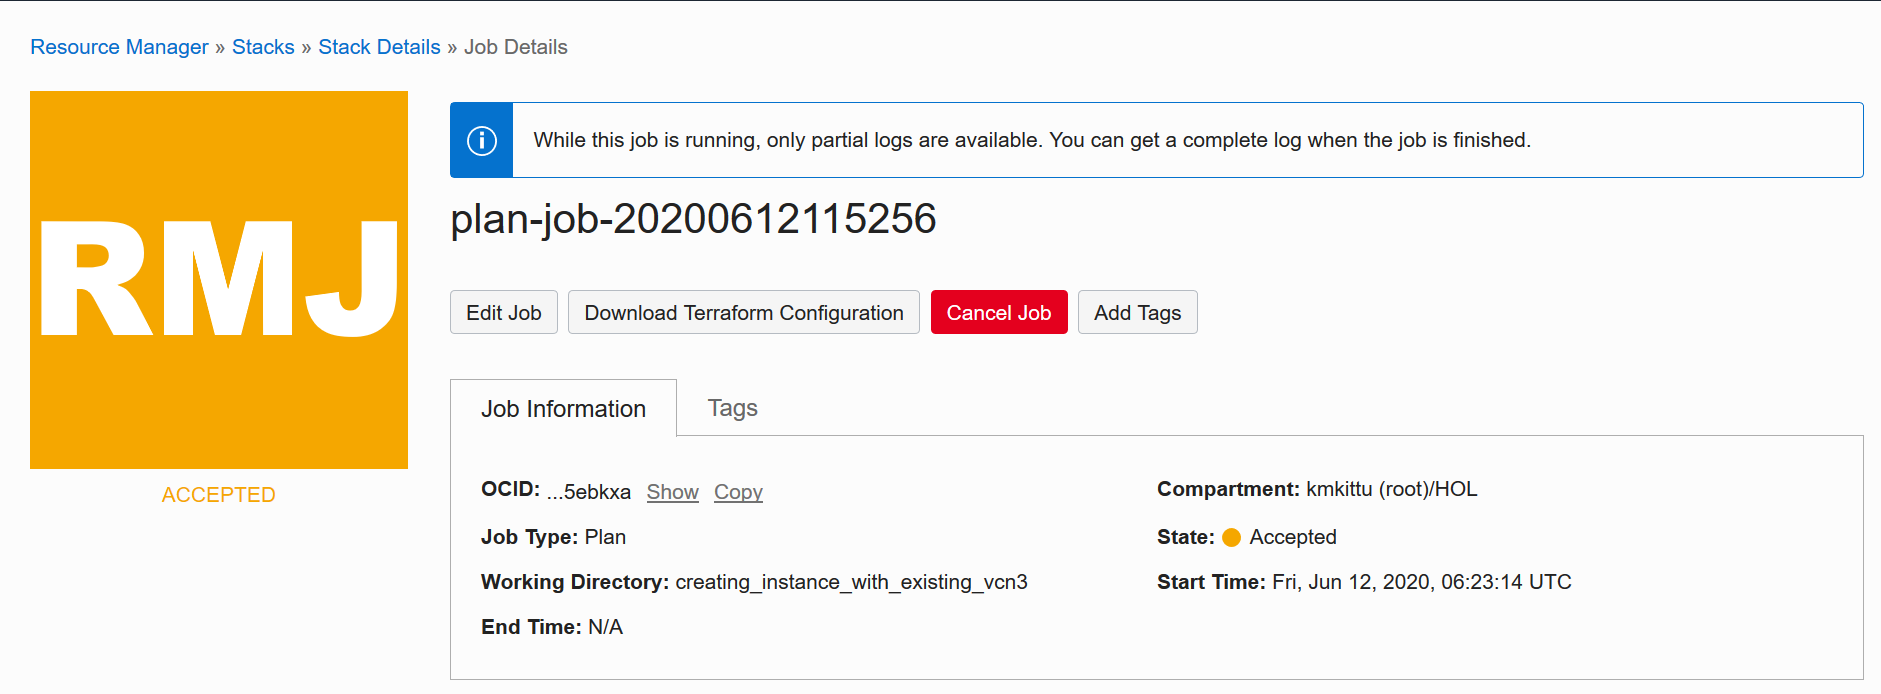 Resource Manager » Stacks » Stack Details » Job Details
RMJ
ACCEPTED
While this job is running, only partial logs are available. You can get a complete log when the job is finished.
plan-job-20200612115256
Edit Job Download Terraform Configuration Cancel Job Add Tags
Job Information Tags
OCID: ...5ebkxa Show Copy
Job Type: Plan
Working Directory: creating_instance_with_existing_vcn3
End Time: N/A
Compartment: kmkittu (root)/HOL
State: Accepted
Start Time: Fri, Jun 12, 2020, 06:23:14 UTC